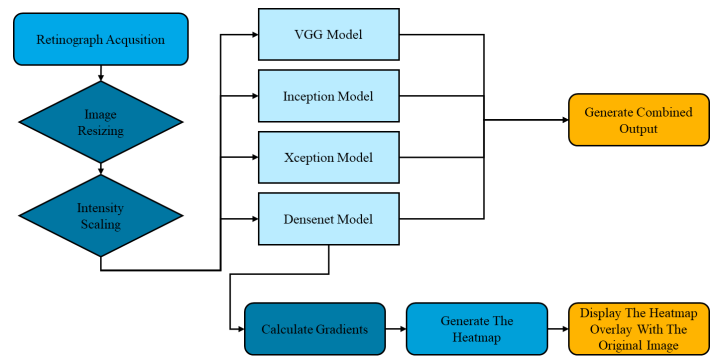 Retinograph Acqusition
Image
Resizing
Intensity
Scaling
VGG Model
Inception Model
Xception Model
Densenet Model
Generate Combined
Output
Calculate Gradients
Generate The
Heatmap
Display The Heatmap
Overlay With The
Original Image